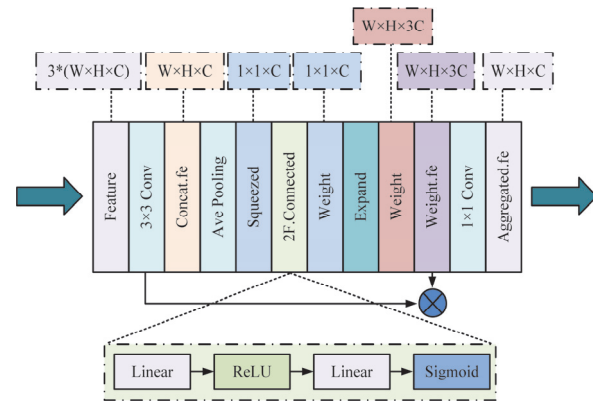 W×H×3C
3*(W×H×C)
W×H×C
1×1×C
1×1×C
W×H×3C
W×H×C
Feature
3×3 Conv
Concat.fe
Ave Pooling
Squeezed
2F.Connected
Weight
Expand
Weight
Weight.fe
1×1 Conv
Aggregated.fe
Linear
ReLU
Linear
Sigmoid